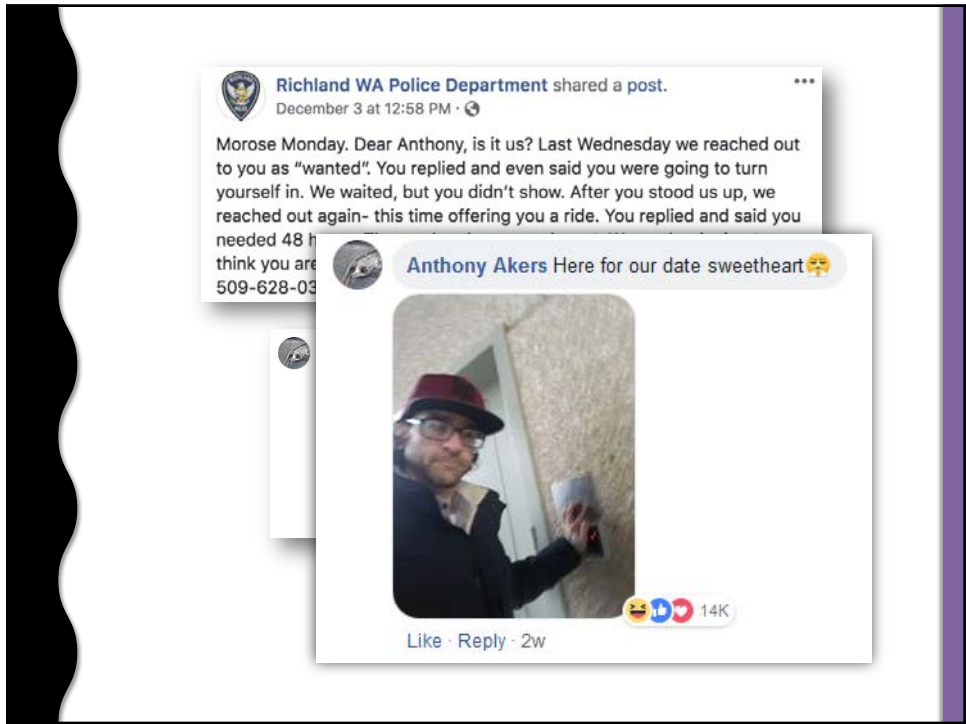 Richland WA Police Department shared a post.
December 3 at 12:58 PM ·
Morose Monday. Dear Anthony, is it us? Last Wednesday we reached out
to you as “wanted”. You replied and even said you were going to turn
yourself in. We waited, but you didn’t show. After you stood us up, we
reached out again- this time offering you a ride. You replied and said you
needed 48 h
think you are
509-628-03
Anthony Akers Here for our date sweetheart😤
14K
Like · Reply · 2w